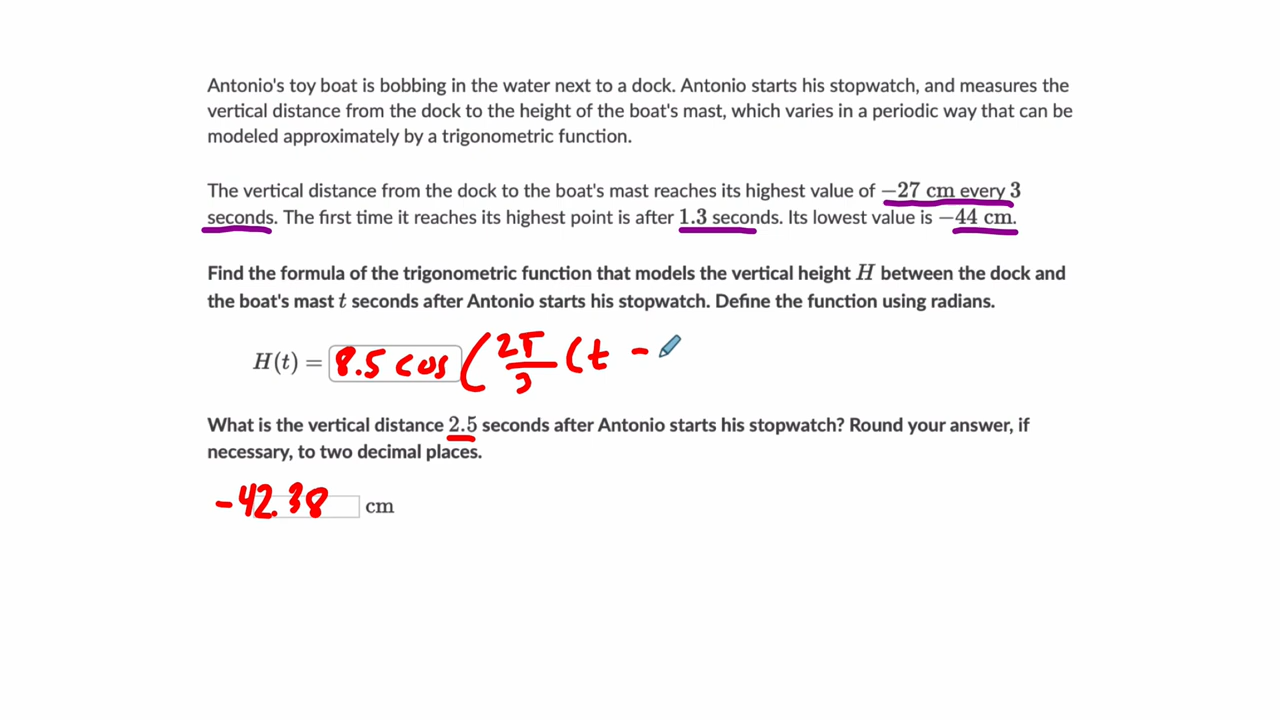 Antonio's toy boat is bobbing in the water next to a dock. Antonio starts his stopwatch, and measures the
vertical distance from the dock to the height of the boat's mast, which varies in a periodic way that can be
modeled approximately by a trigonometric function.
The vertical distance from the dock to the boat's mast reaches its highest value of −27 cm every 3
seconds. The first time it reaches its highest point is after 1.3 seconds. Its lowest value is −44 cm.
Find the formula of the trigonometric function that models the vertical height H between the dock and
the boat's mast t seconds after Antonio starts his stopwatch. Define the function using radians.
H(t) = 8.5 cos (2π/3 (t -
What is the vertical distance 2.5 seconds after Antonio starts his stopwatch? Round your answer, if
necessary, to two decimal places.
-42.38 cm